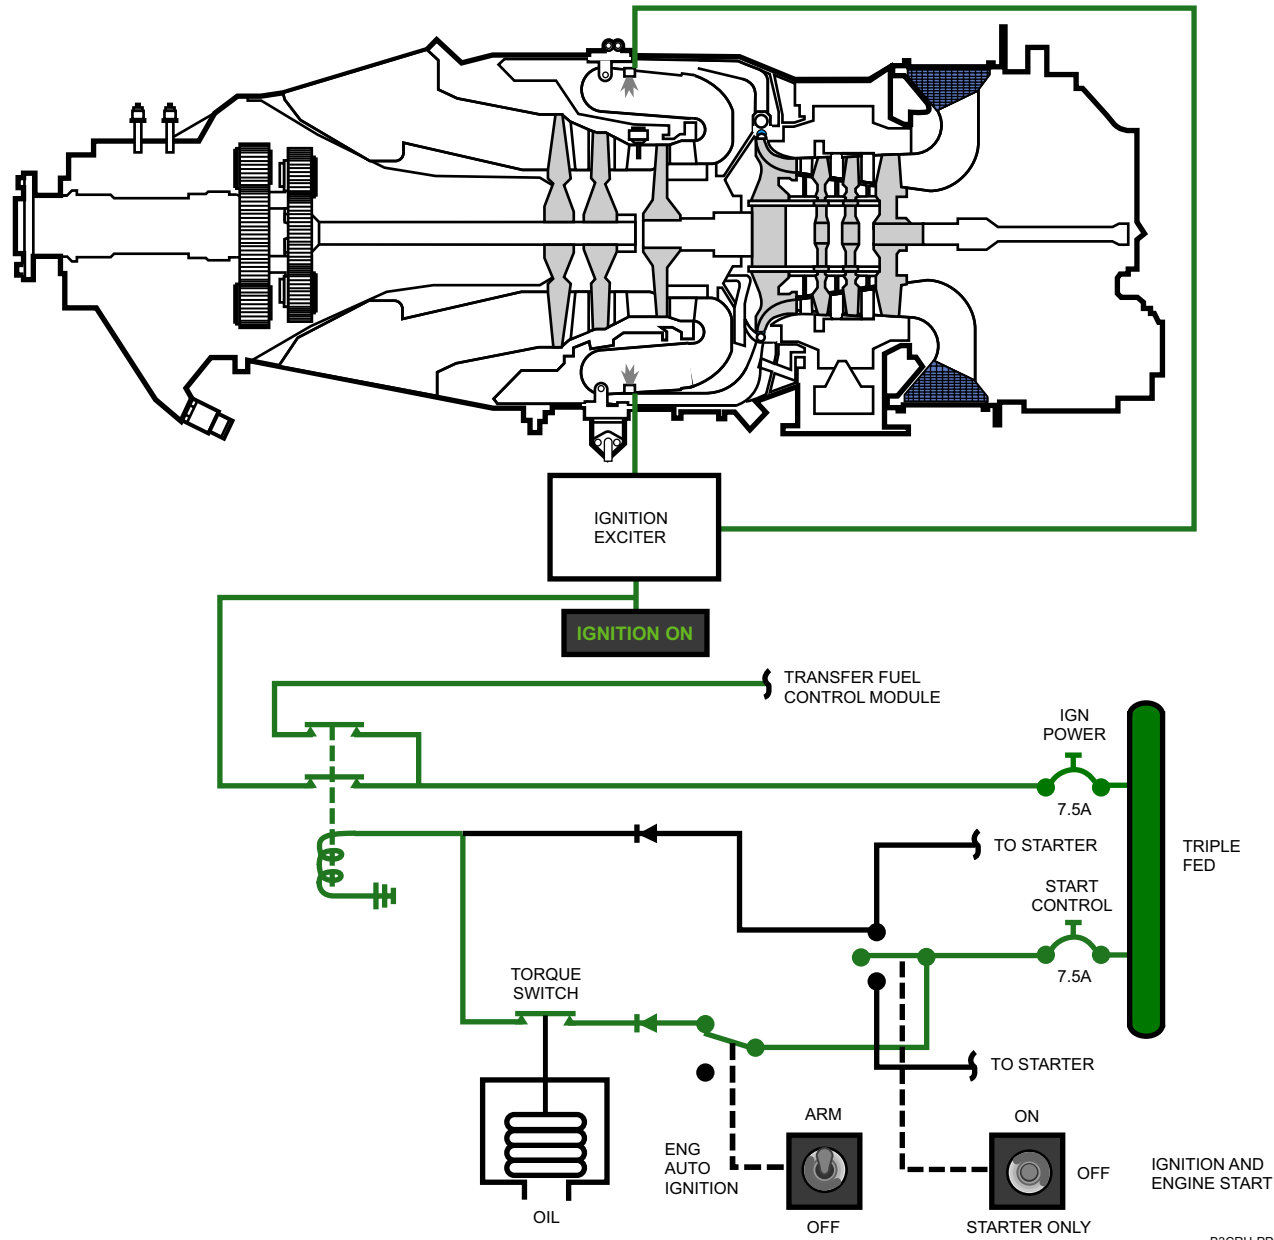 IGNITION
EXCITER
IGNITION ON
TRANSFER FUEL
CONTROL MODULE
IGN
POWER
7.5A
TO STARTER
TRIPLE
FED
START
CONTROL
7.5A
TORQUE
SWITCH
TO STARTER
ARM
ON
ENG
AUTO
IGNITION
OFF
IGNITION AND
ENGINE START
OIL
OFF
STARTER ONLY